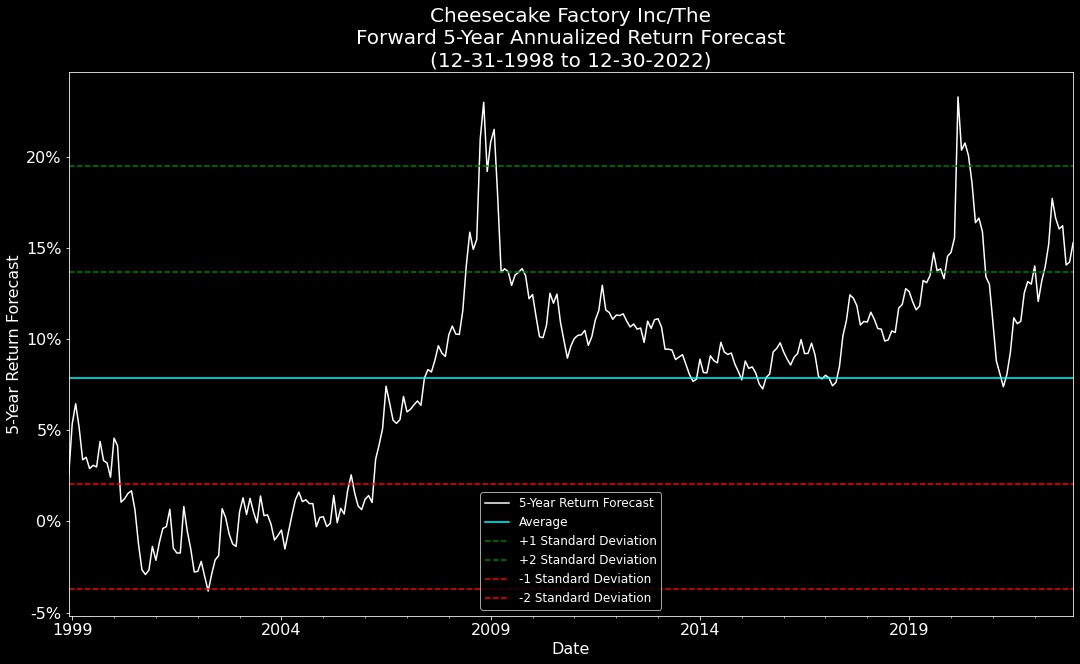 Cheesecake Factory Inc/The
Forward 5-Year Annualized Return Forecast
(12-31-1998 to 12-30-2022)
5-Year Return Forecast
20%
15%
10%
5%
0%
-5%
5-Year Return Forecast
Average
+1 Standard Deviation
+2 Standard Deviation
-1 Standard Deviation
-2 Standard Deviation
1999 2004 2009 2014 2019
Date